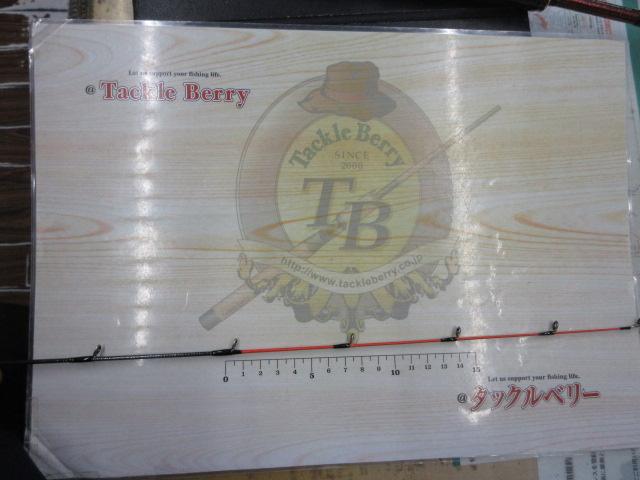 Let us support your fishing life.
@ Tackle Berry
Tackle Berry
SINCE
2000
TB
http://www.tackleberry.co.jp
0 1 2 3 4 5 6 7 8 9 10 11 12 13 14 15
Let us support your fishing life.
@ タックルベリー